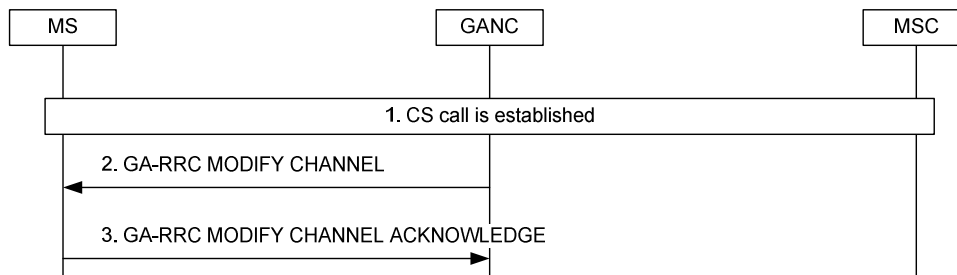 MS
GANC
MSC
1. CS call is established
2. GA-RRC MODIFY CHANNEL
3. GA-RRC MODIFY CHANNEL ACKNOWLEDGE